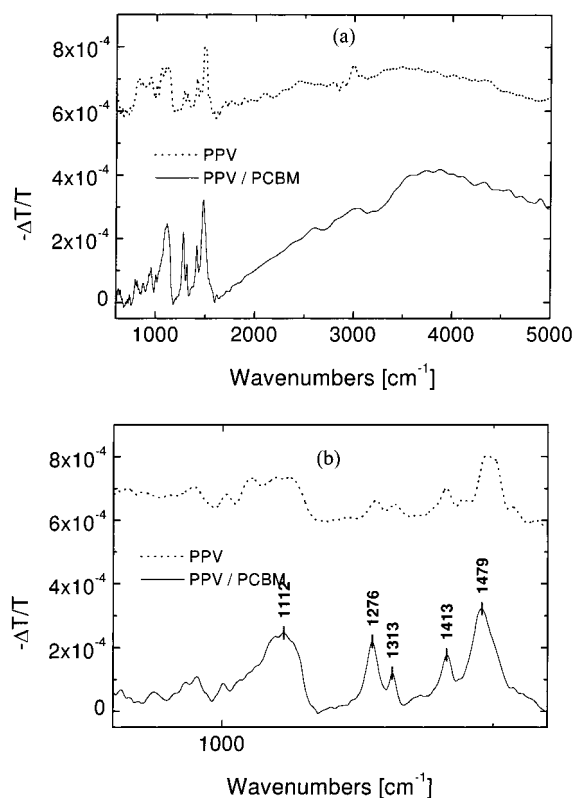 (a)
8x10⁻⁴
6x10⁻⁴
4x10⁻⁴
2x10⁻⁴
0
-ΔT/T
PPV
PPV / PCBM
1000 2000 3000 4000 5000
Wavenumbers [cm⁻¹]
(b)
8x10⁻⁴
6x10⁻⁴
4x10⁻⁴
2x10⁻⁴
0
-ΔT/T
PPV
PPV / PCBM
1112
1276
1313
1413
1479
1000
Wavenumbers [cm⁻¹]